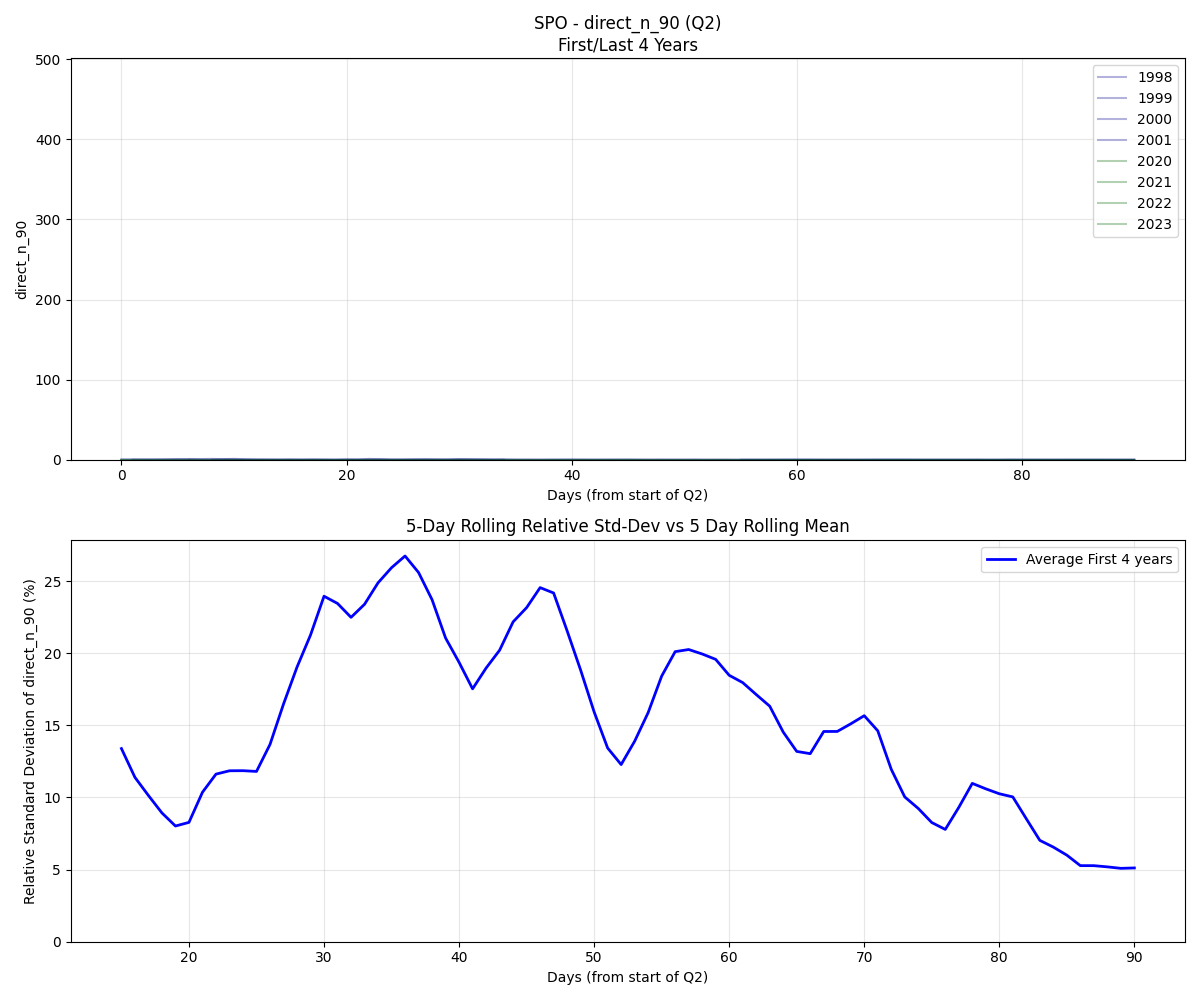 SPO - direct_n_90 (Q2)
First/Last 4 Years
500
400
300
200
100
0
direct_n_90
1998
1999
2000
2001
2020
2021
2022
2023
0 20 40 60 80
Days (from start of Q2)
5-Day Rolling Relative Std-Dev vs 5 Day Rolling Mean
25
20
15
10
5
0
Relative Standard Deviation of direct_n_90 (%)
Average First 4 years
20 30 40 50 60 70 80 90
Days (from start of Q2)